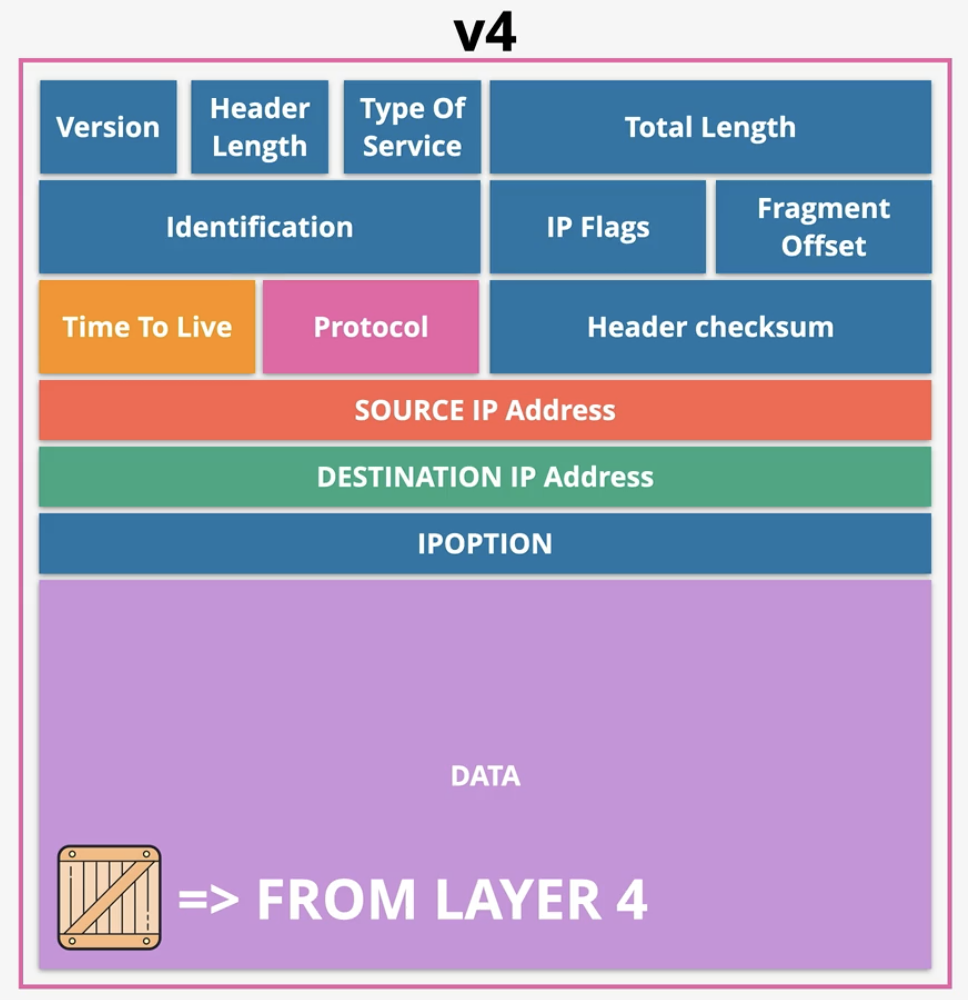 v4
Version
Header
Length
Type Of
Service
Total Length
Identification
IP Flags
Fragment
Offset
Time To Live
Protocol
Header checksum
SOURCE IP Address
DESTINATION IP Address
IPOPTION
DATA
=> FROM LAYER 4